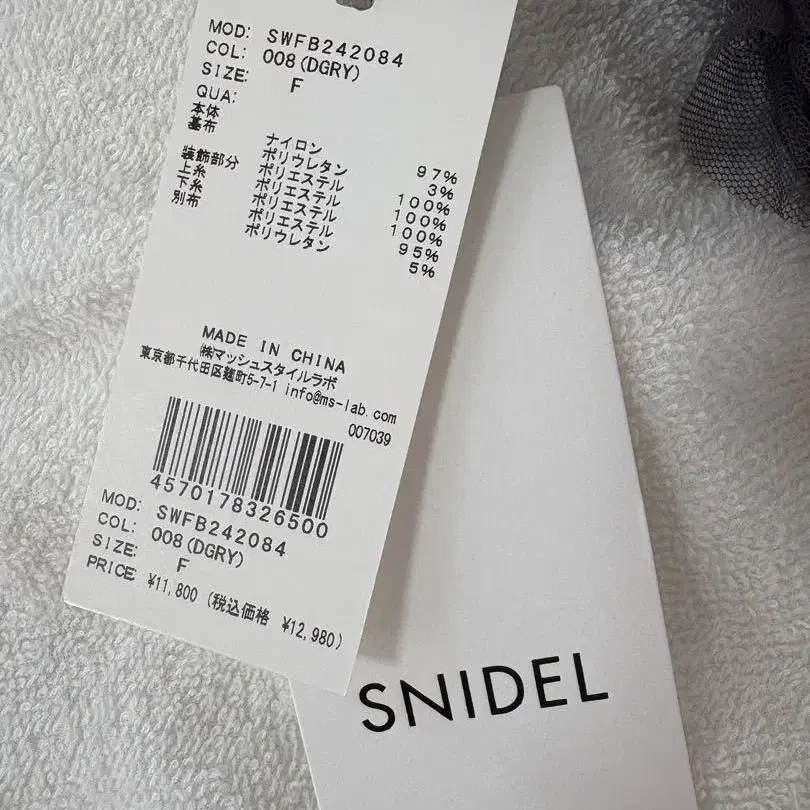 MOD: SWFB242084
COL: 008(DGRY)
SIZE: F
QUA:
本体
基布 ナイロン 97%
ポリウレタン 3%
装飾部分 ポリエステル 100%
上糸 ポリエステル 100%
下糸 ポリエステル 100%
別布 ポリエステル 95%
ポリウレタン 5%
MADE IN CHINA
㈱マッシュスタイルラボ
東京都千代田区麹町5-7-1 info@ms-lab.com
007039
4570178326500
MOD: SWFB242084
COL: 008(DGRY)
SIZE: F
PRICE ¥11,800 (税込価格 ¥12,980)
SNIDEL